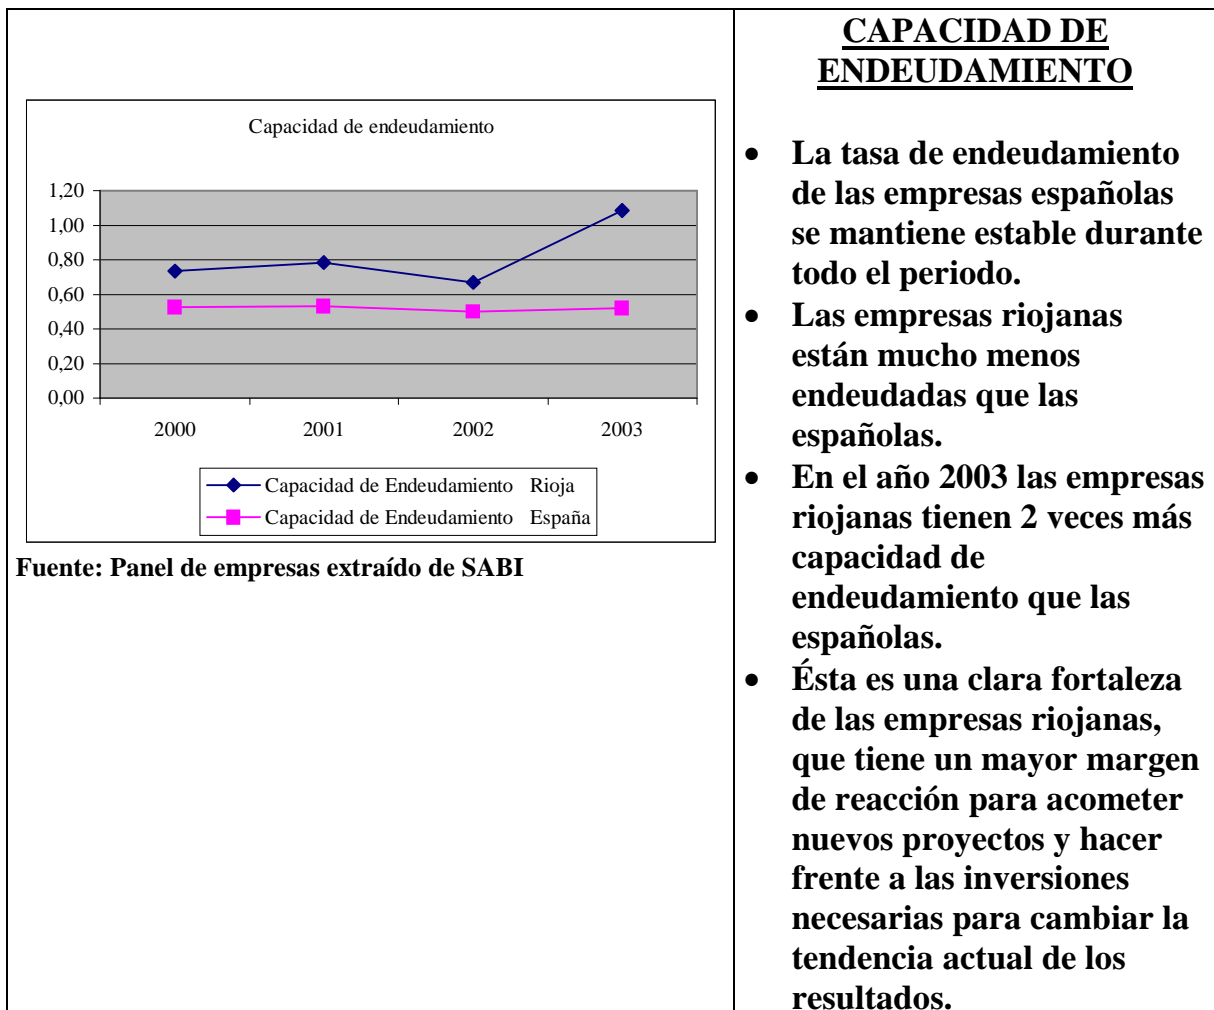 Capacidad de endeudamiento
1,20
1,00
0,80
0,60
0,40
0,20
0,00
2000 2001 2002 2003
Capacidad de Endeudamiento Rioja
Capacidad de Endeudamiento España
Fuente: Panel de empresas extraído de SABI
CAPACIDAD DE
ENDEUDAMIENTO
• La tasa de endeudamiento
de las empresas españolas
se mantiene estable durante
todo el periodo.
• Las empresas riojanas
están mucho menos
endeudadas que las
españolas.
• En el año 2003 las empresas
riojanas tienen 2 veces más
capacidad de
endeudamiento que las
españolas.
• Ésta es una clara fortaleza
de las empresas riojanas,
que tiene un mayor margen
de reacción para acometer
nuevos proyectos y hacer
frente a las inversiones
necesarias para cambiar la
tendencia actual de los
resultados.